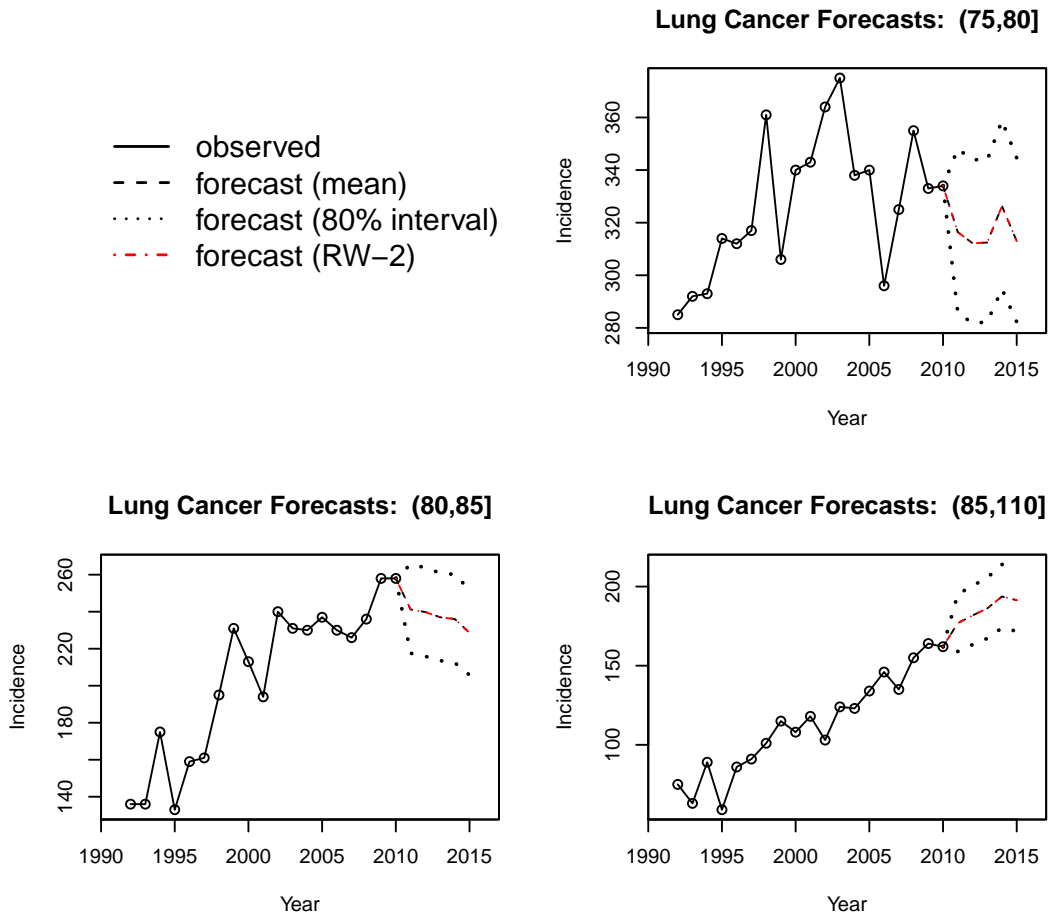 Lung Cancer Forecasts:  (75,80]
observed
forecast (mean)
forecast (80% interval)
forecast (RW−2)
Incidence
360
340
320
300
280
1990 1995 2000 2005 2010 2015
Year
Lung Cancer Forecasts:  (80,85]
Incidence
260
220
180
140
1990 1995 2000 2005 2010 2015
Year
Lung Cancer Forecasts:  (85,110]
Incidence
200
150
100
1990 1995 2000 2005 2010 2015
Year